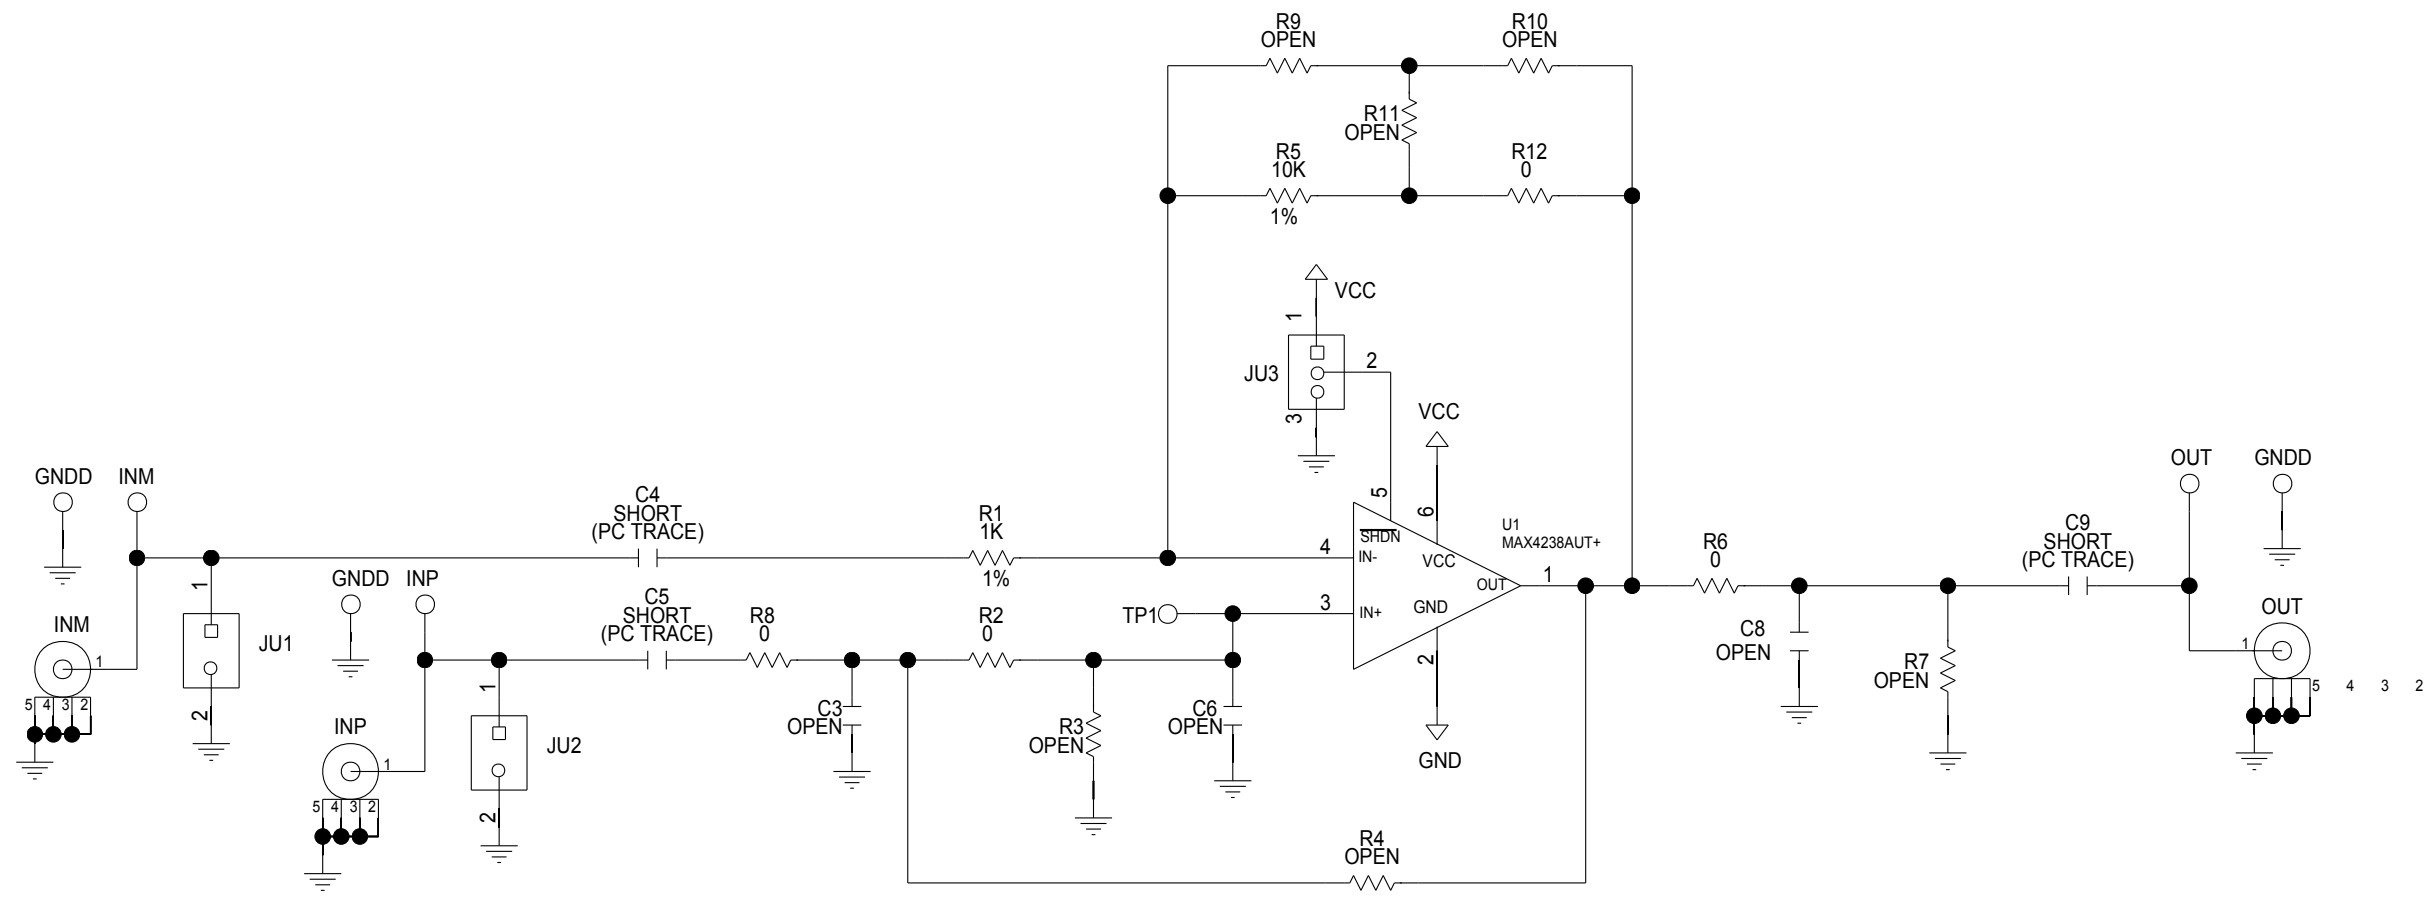 R9
OPEN
R10
OPEN
R11
OPEN
R5
10K
1%
R12
0
VCC
1
JU3
2
3
VCC
GNDD
INM
C4
SHORT
(PC TRACE)
R1
1K
1%
5
6
4
SHDN
IN-
VCC
U1
MAX4238AUT+
OUT
1
R6
0
C9
SHORT
(PC TRACE)
OUT
GNDD
1
GNDD
INP
C5
SHORT
(PC TRACE)
R8
0
R2
0
TP1
3
IN+
GND
2
GND
INM
1
5 4 3 2
JU1
2
C8
OPEN
R7
OPEN
OUT
1
5 4 3 2
1
INP
1
5 4 3 2
JU2
2
C3
OPEN
R3
OPEN
C6
OPEN
R4
OPEN